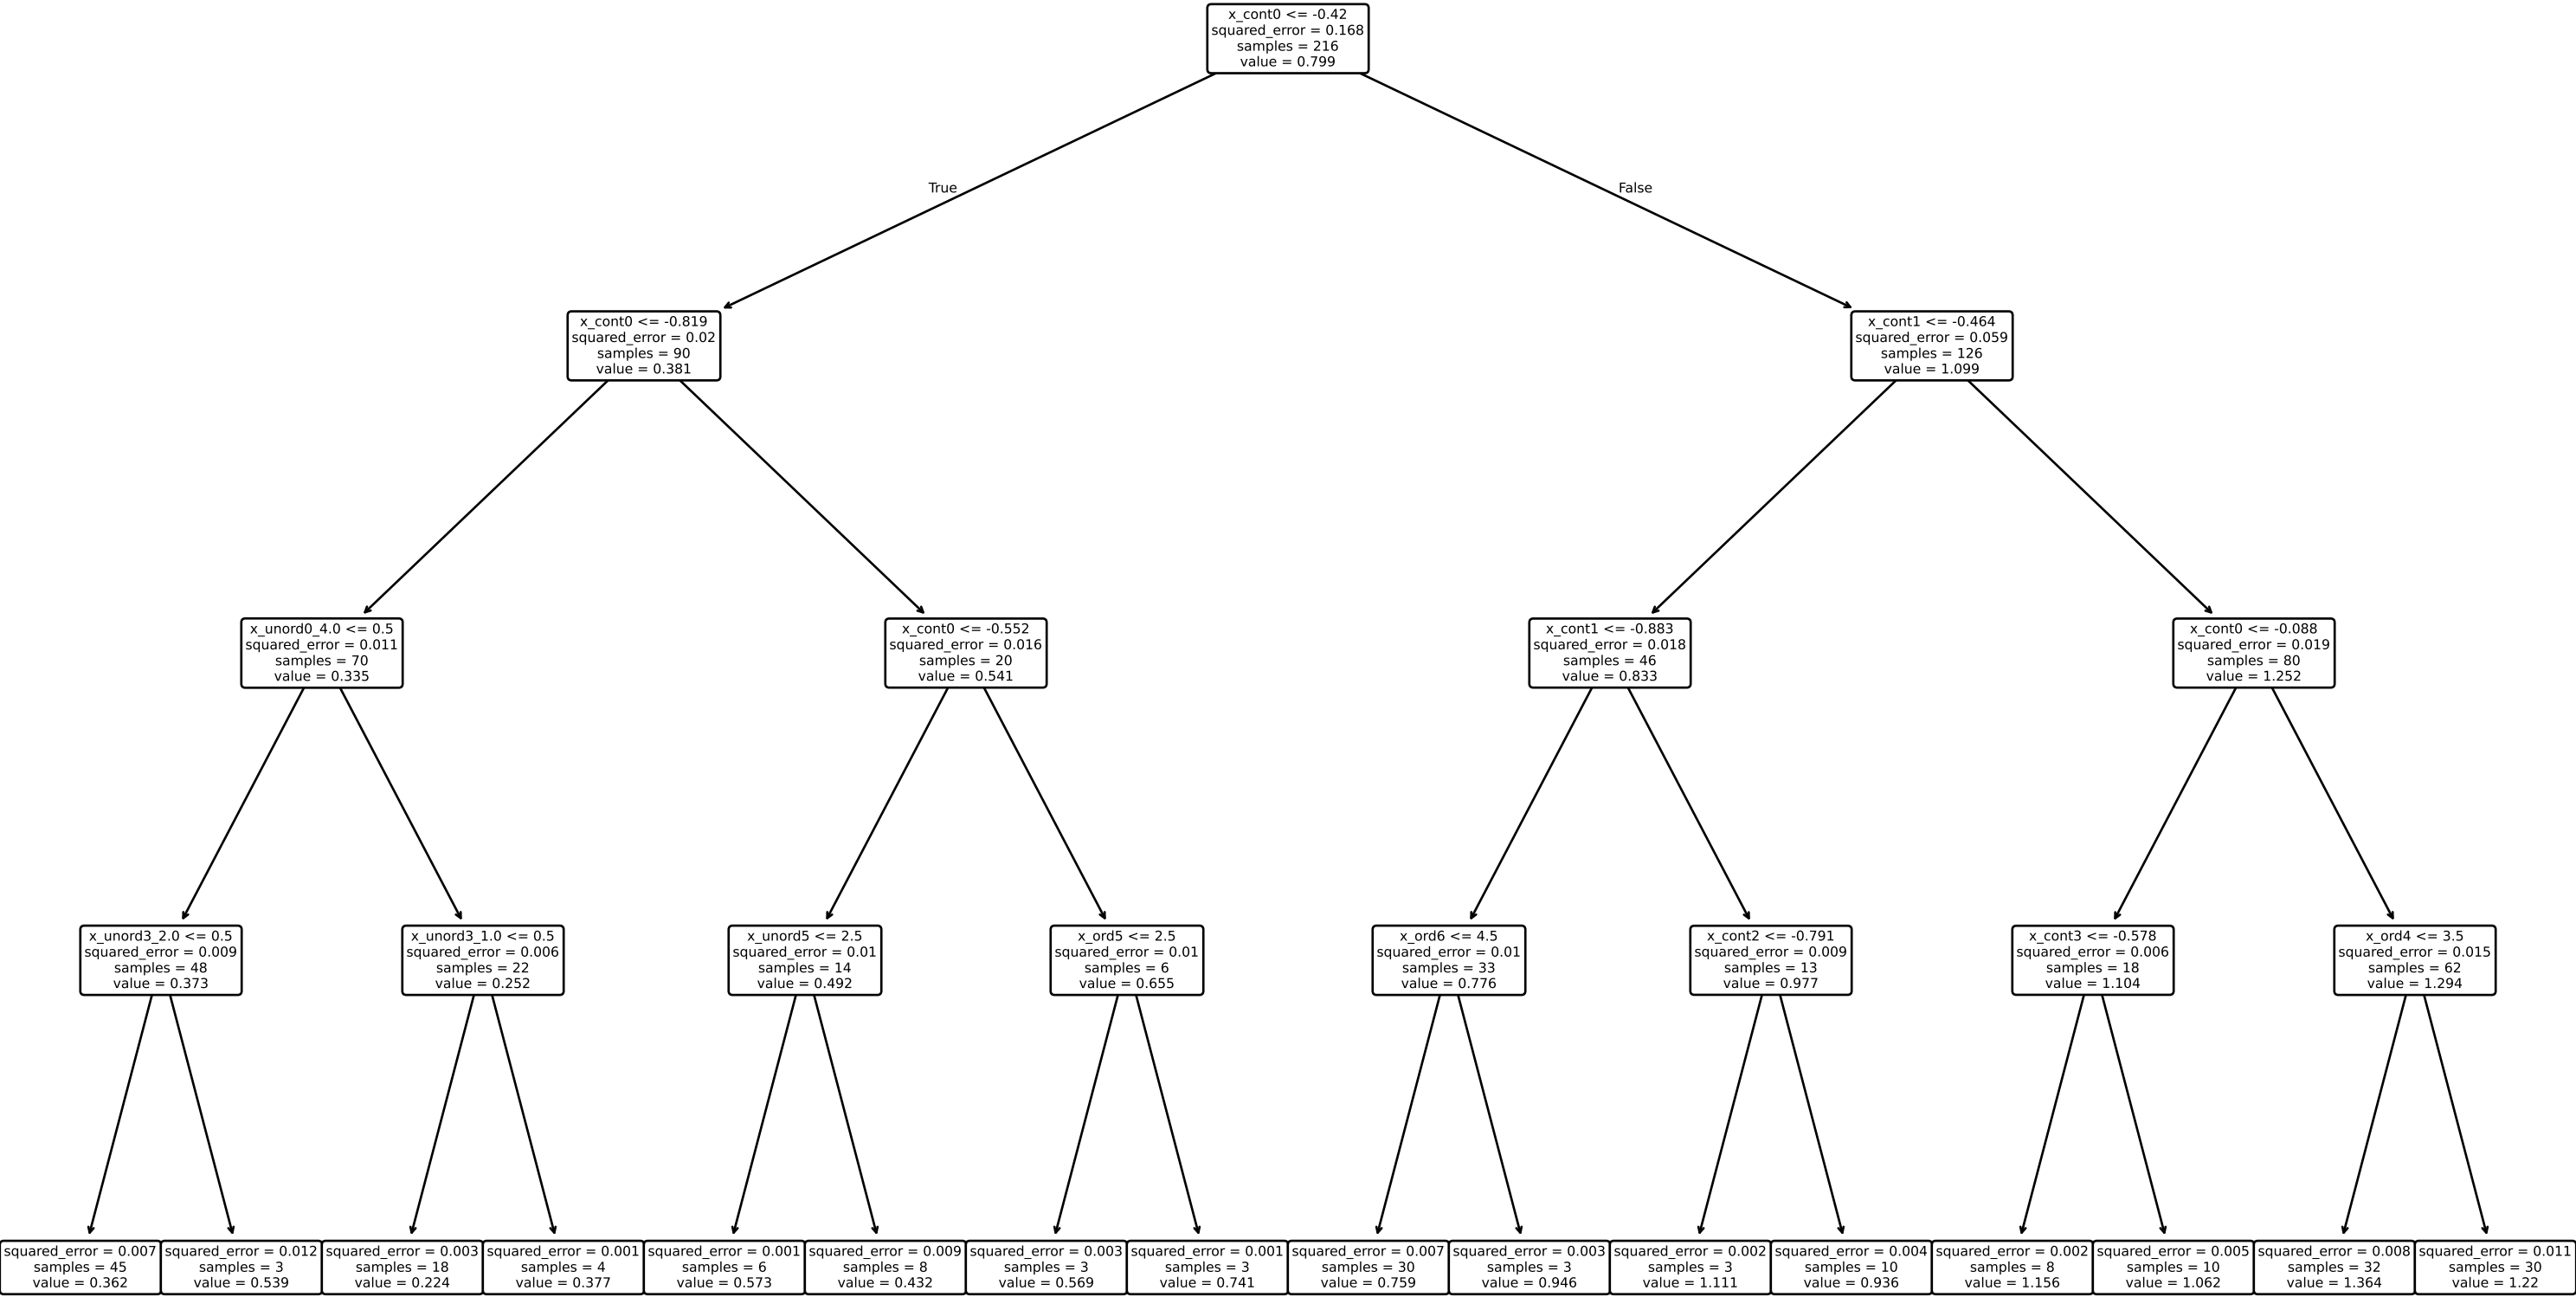 x_cont0 <= -0.42
squared_error = 0.168
samples = 216
value = 0.799
True
False
x_cont0 <= -0.819
squared_error = 0.02
samples = 90
value = 0.381
x_cont1 <= -0.464
squared_error = 0.059
samples = 126
value = 1.099
x_unord0_4.0 <= 0.5
squared_error = 0.011
samples = 70
value = 0.335
x_cont0 <= -0.552
squared_error = 0.016
samples = 20
value = 0.541
x_cont1 <= -0.883
squared_error = 0.018
samples = 46
value = 0.833
x_cont0 <= -0.088
squared_error = 0.019
samples = 80
value = 1.252
x_unord3_2.0 <= 0.5
squared_error = 0.009
samples = 48
value = 0.373
x_unord3_1.0 <= 0.5
squared_error = 0.006
samples = 22
value = 0.252
x_unord5 <= 2.5
squared_error = 0.01
samples = 14
value = 0.492
x_ord5 <= 2.5
squared_error = 0.01
samples = 6
value = 0.655
x_ord6 <= 4.5
squared_error = 0.01
samples = 33
value = 0.776
x_cont2 <= -0.791
squared_error = 0.009
samples = 13
value = 0.977
x_cont3 <= -0.578
squared_error = 0.006
samples = 18
value = 1.104
x_ord4 <= 3.5
squared_error = 0.015
samples = 62
value = 1.294
squared_error = 0.007
samples = 45
value = 0.362
squared_error = 0.012
samples = 3
value = 0.539
squared_error = 0.003
samples = 18
value = 0.224
squared_error = 0.001
samples = 4
value = 0.377
squared_error = 0.001
samples = 6
value = 0.573
squared_error = 0.009
samples = 8
value = 0.432
squared_error = 0.003
samples = 3
value = 0.569
squared_error = 0.001
samples = 3
value = 0.741
squared_error = 0.007
samples = 30
value = 0.759
squared_error = 0.003
samples = 3
value = 0.946
squared_error = 0.002
samples = 3
value = 1.111
squared_error = 0.004
samples = 10
value = 0.936
squared_error = 0.002
samples = 8
value = 1.156
squared_error = 0.005
samples = 10
value = 1.062
squared_error = 0.008
samples = 32
value = 1.364
squared_error = 0.011
samples = 30
value = 1.22